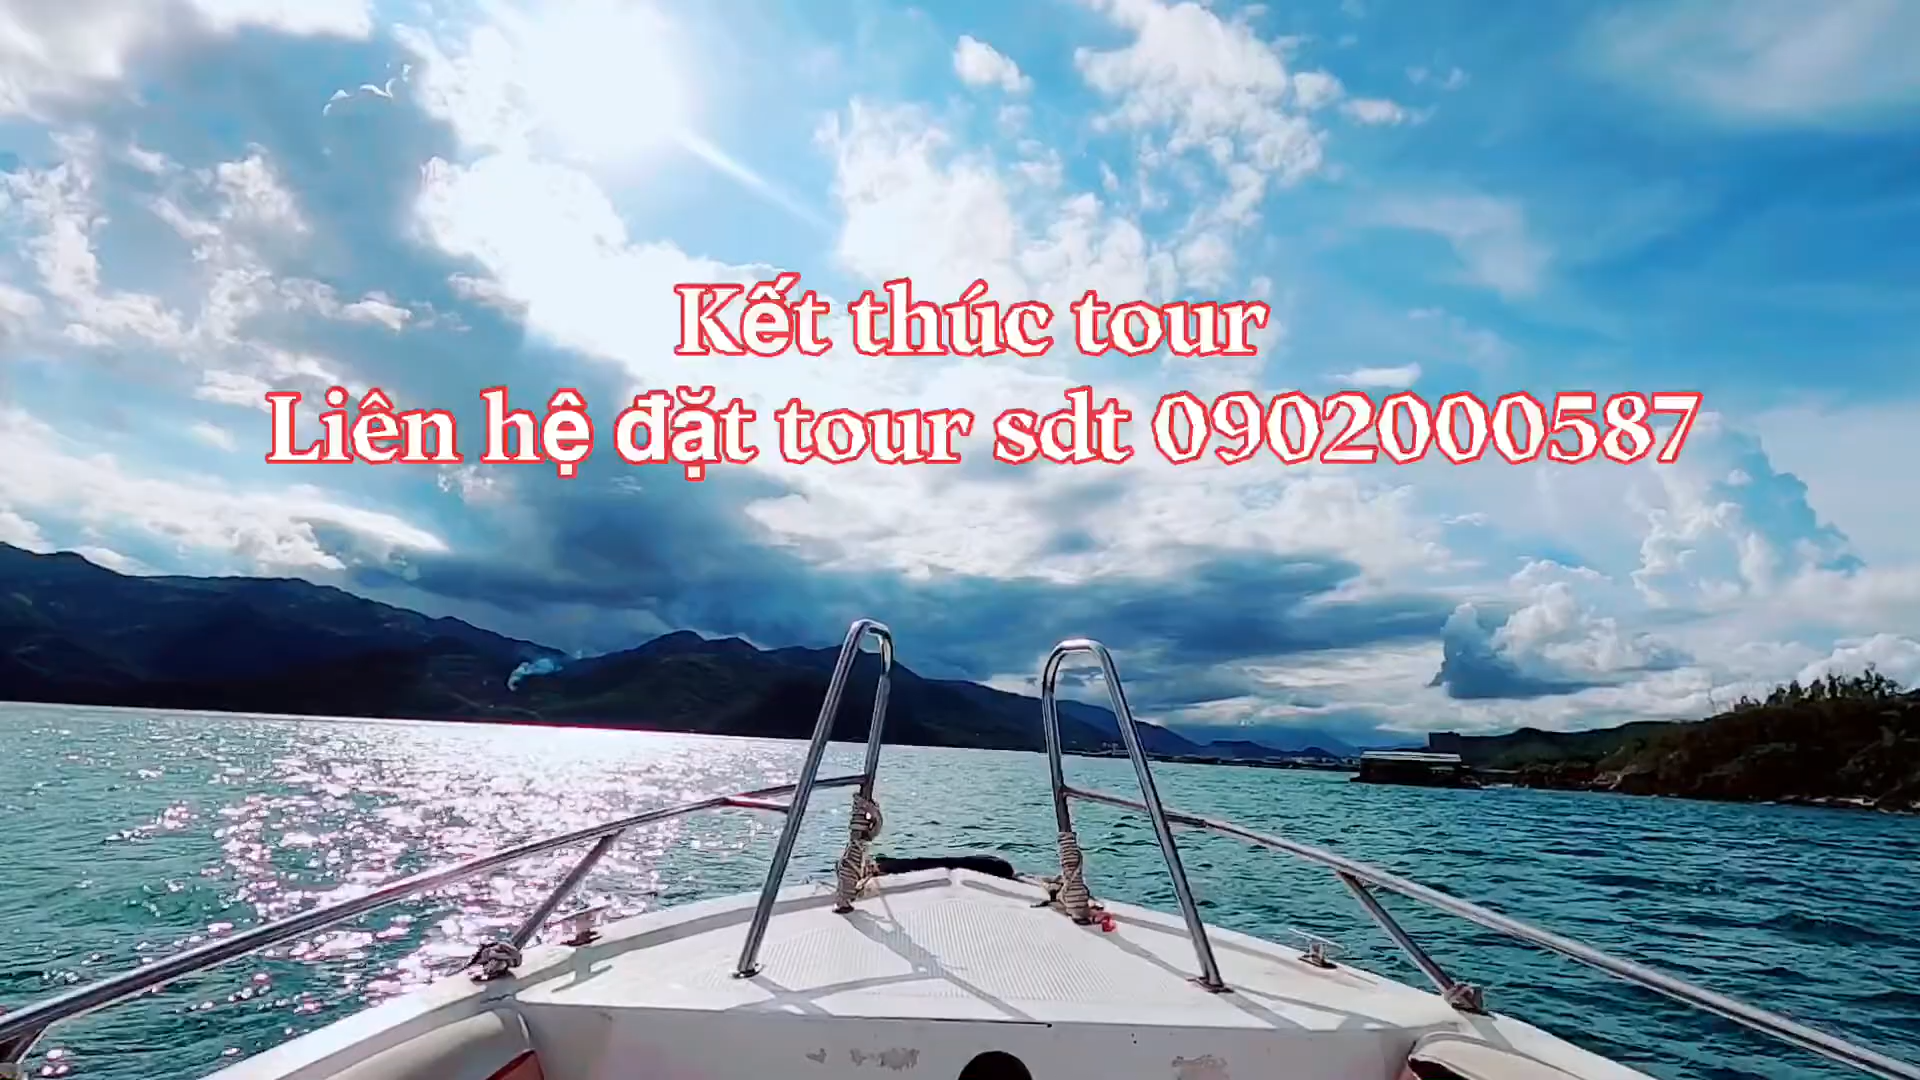 Kết thúc tour
Liên hệ đặt tour sdt 0902000587